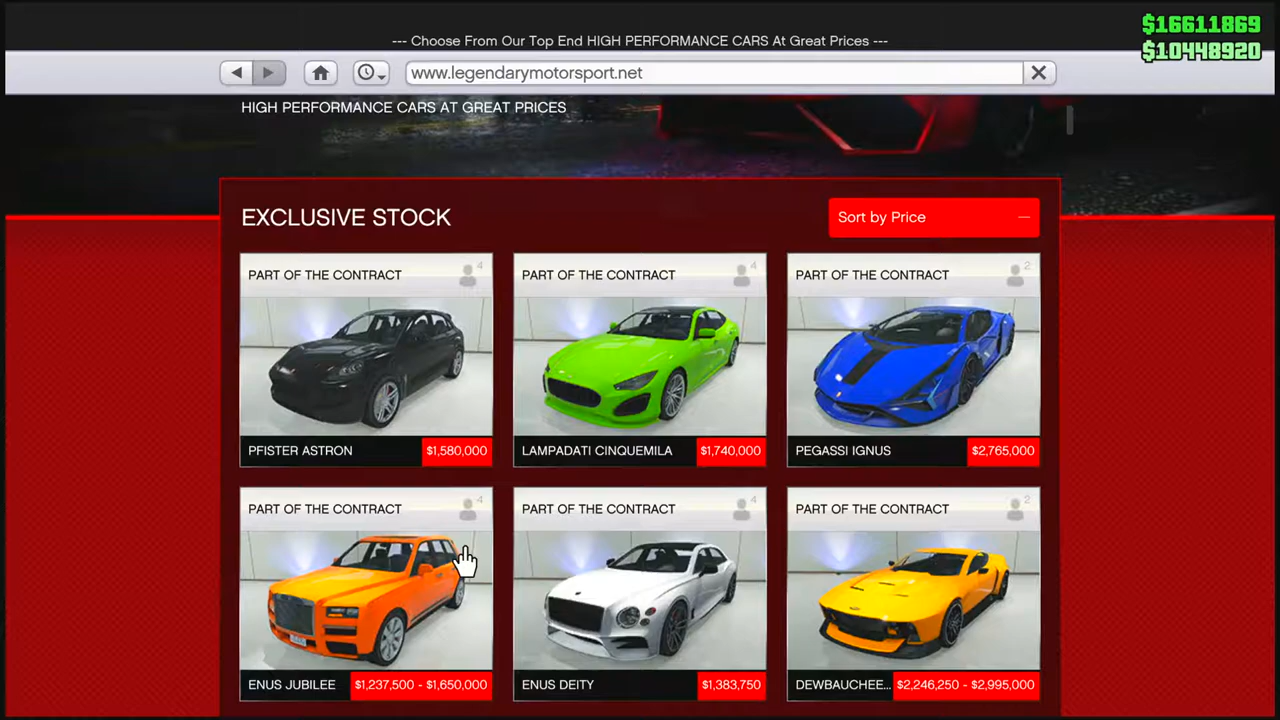 $16611869
$10448920
--- Choose From Our Top End HIGH PERFORMANCE CARS At Great Prices ---
www.legendarymotorsport.net
HIGH PERFORMANCE CARS AT GREAT PRICES
EXCLUSIVE STOCK
Sort by Price
PART OF THE CONTRACT 4
PART OF THE CONTRACT 4
PART OF THE CONTRACT 2
PFISTER ASTRON $1,580,000
LAMPADATI CINQUEMILA $1,740,000
PEGASSI IGNUS $2,765,000
PART OF THE CONTRACT 4
PART OF THE CONTRACT 4
PART OF THE CONTRACT 2
ENUS JUBILEE $1,237,500 - $1,650,000
ENUS DEITY $1,383,750
DEWBAUCHEE... $2,246,250 - $2,995,000